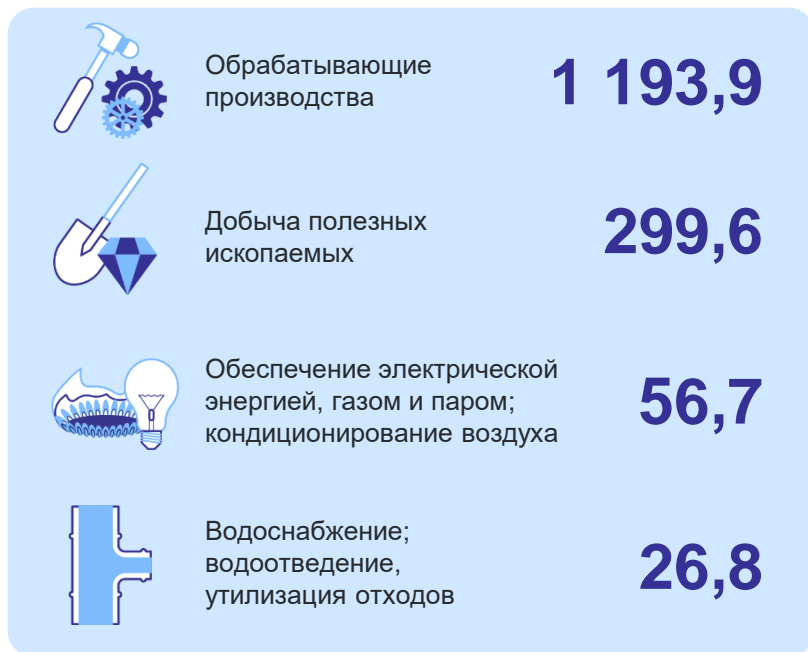 Обрабатывающие
производства
1 193,9
Добыча полезных
ископаемых
299,6
Обеспечение электрической
энергией, газом и паром;
кондиционирование воздуха
56,7
Водоснабжение;
водоотведение,
утилизация отходов
26,8